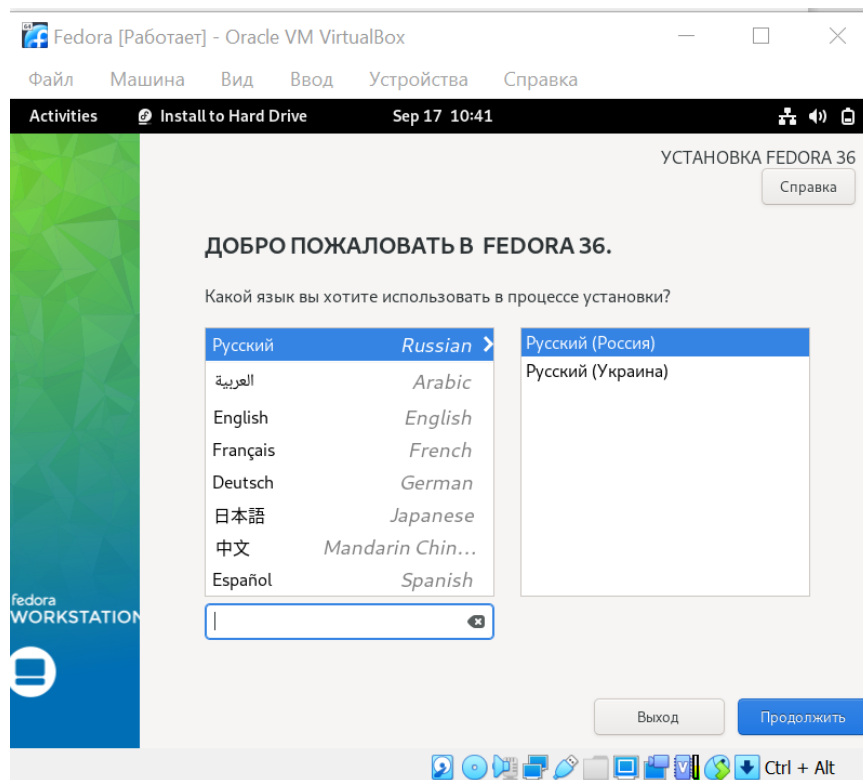 Fedora [Работает] - Oracle VM VirtualBox
Файл Машина Вид Ввод Устройства Справка
Activities Install to Hard Drive Sep 17 10:41
УСТАНОВКА FEDORA 36
Справка
ДОБРО ПОЖАЛОВАТЬ В FEDORA 36.
Какой язык вы хотите использовать в процессе установки?
Русский Russian Русский (Россия)
العربية Arabic Русский (Украина)
English English
Français French
Deutsch German
日本語 Japanese
中文 Mandarin Chin...
Español Spanish
fedora
WORKSTATION
Выход Продолжить
Ctrl + Alt